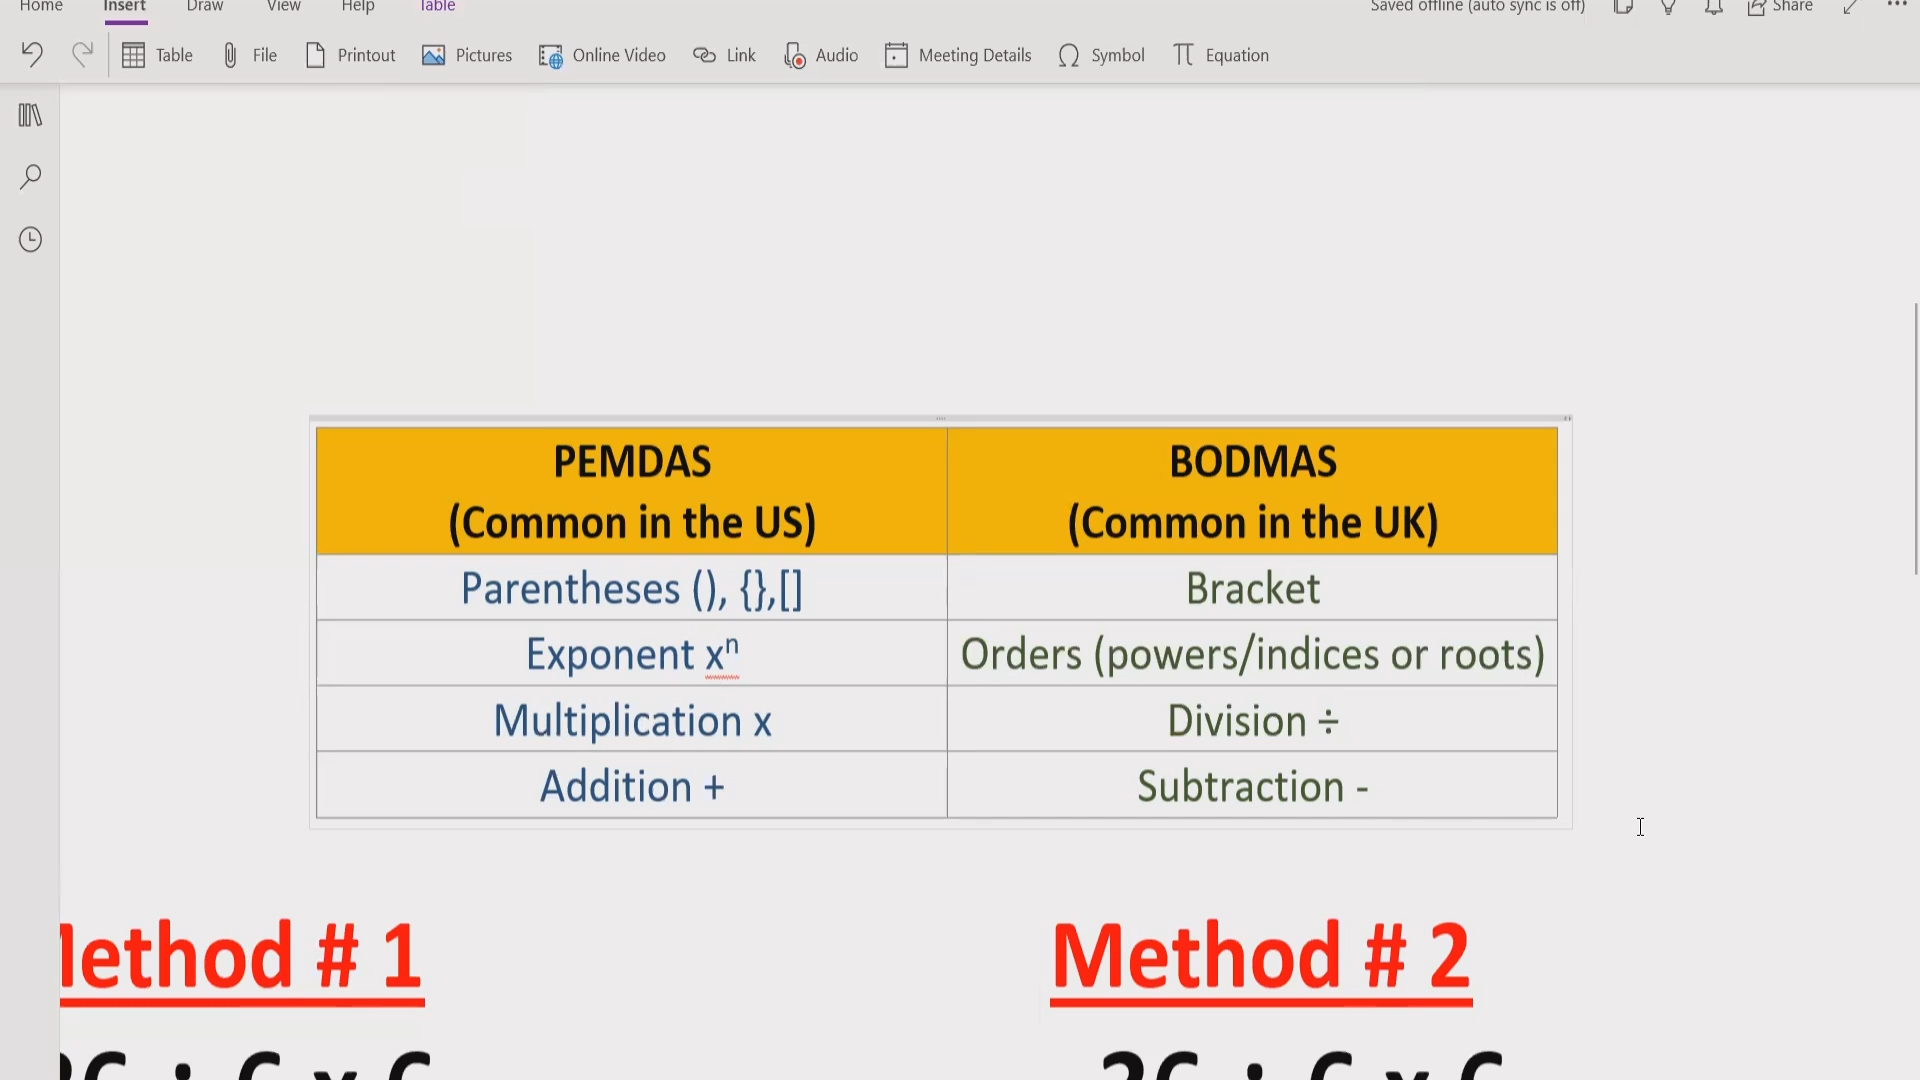 Home Insert Draw View Help Table Saved offline (auto sync is off) Share
Table File Printout Pictures Online Video Link Audio Meeting Details Symbol Equation
PEMDAS
(Common in the US)
BODMAS
(Common in the UK)
Parentheses (), {},[]
Bracket
Exponent xⁿ
Orders (powers/indices or roots)
Multiplication x
Division ÷
Addition +
Subtraction -
Method # 1
Method # 2